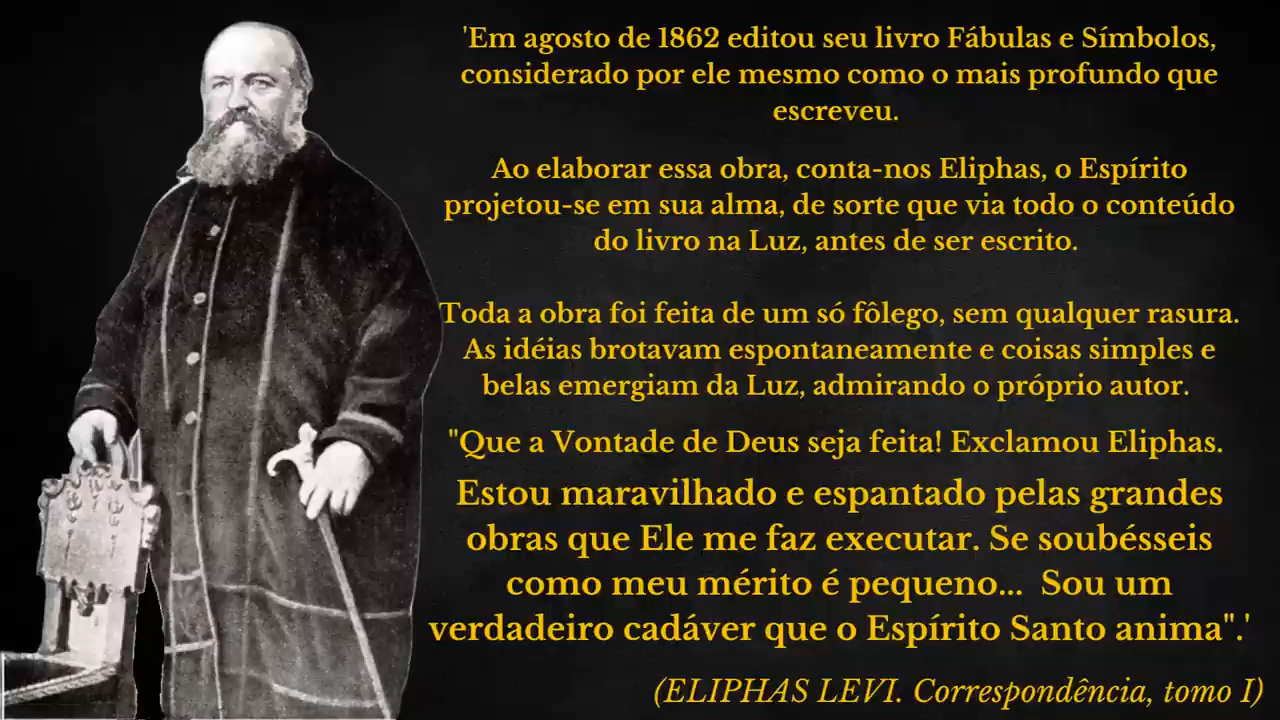 'Em agosto de 1862 editou seu livro Fábulas e Símbolos,
considerado por ele mesmo como o mais profundo que
escreveu.
Ao elaborar essa obra, conta-nos Eliphas, o Espírito
projetou-se em sua alma, de sorte que via todo o conteúdo
do livro na Luz, antes de ser escrito.
Toda a obra foi feita de um só fôlego, sem qualquer rasura.
As idéias brotavam espontaneamente e coisas simples e
belas emergiam da Luz, admirando o próprio autor.
"Que a Vontade de Deus seja feita! Exclamou Eliphas.
Estou maravilhado e espantado pelas grandes
obras que Ele me faz executar. Se soubésseis
como meu mérito é pequeno... Sou um
verdadeiro cadáver que o Espírito Santo anima".'
(ELIPHAS LEVI. Correspondência, tomo I)